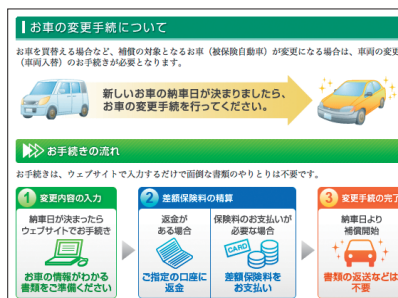 お車の変更手続について
お車を買替える場合など、補償の対象となるお車（被保険自動車）が変更になる場合は、車両の変更
（車両入替）のお手続きが必要となります。
新しいお車の納車日が決まりましたら、
お車の変更手続を行ってください。
お手続きの流れ
お手続きは、ウェブサイトで入力するだけで面倒な書類のやりとりは不要です。
1 変更内容の入力
納車日が決まったら
ウェブサイトでお手続き
お車の情報がわかる
書類をご準備ください
2 差額保険料の精算
返金が
ある場合
ご指定の口座に
返金
保険料のお支払いが
必要な場合
CARD
差額保険料を
お支払い
3 変更手続の完了
納車日より
補償開始
書類の返送などは
不要